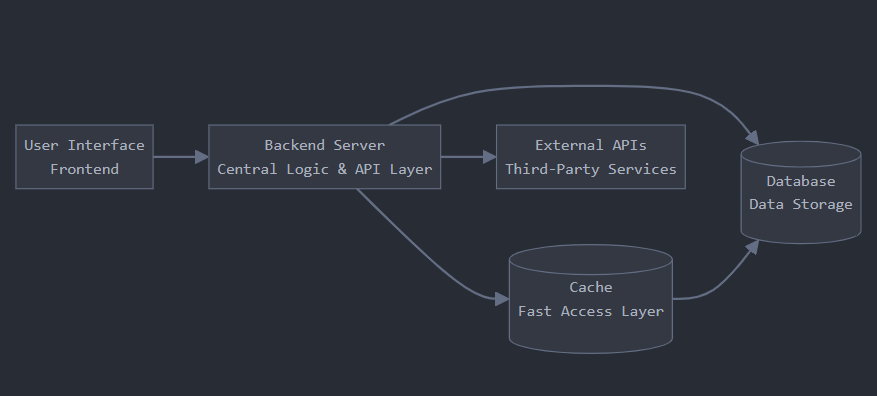 User Interface
Frontend
Backend Server
Central Logic & API Layer
External APIs
Third-Party Services
Database
Data Storage
Cache
Fast Access Layer